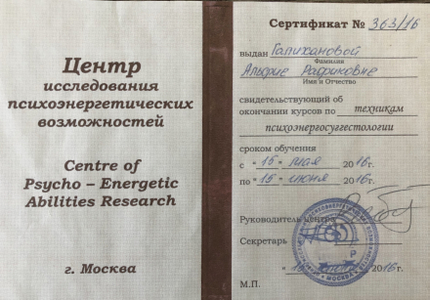 Центр
исследования
психоэнергетических
возможностей
Centre of
Psycho – Energetic
Abilities Research
г. Москва
Сертификат № 363/16
выдан Галихановой
Фамилия
Альфие Рафиковне
Имя и Отчество
свидетельствующий об
окончании курсов по техникам
психоэнергосуггестологии
сроком обучения
с "15" мая 2016г.
по "15" июня 2016г.
Руководитель центра
Секретарь
2016г.
М.П.